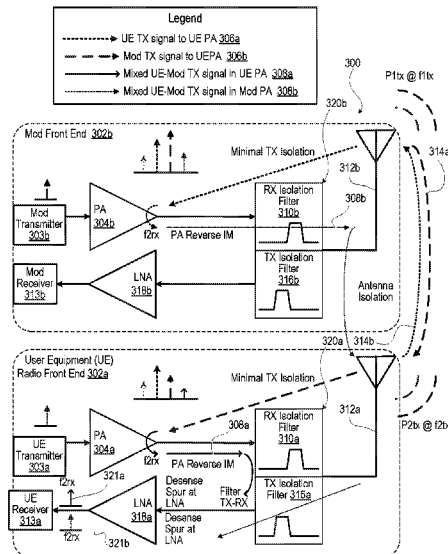 Legend
UE TX signal to UE PA 306a
Mod TX signal to UEPA 306b
Mixed UE-Mod TX signal in UE PA 308a
Mixed UE-Mod TX signal in Mod PA 308b
300
P1tx @ f1tx
320b
314a
Mod Front End 302b
Minimal TX isolation
312b
308b
Mod
Transmitter
303b
PA
304b
f2rx
PA Reverse IM
RX Isolation
Filter
310b
TX Isolation
Filter
316b
Mod
Receiver
313b
LNA
318b
Antenna
Isolation
320a
314b
User Equipment (UE)
Radio Front End 302a
Minimal TX Isolation
312a
308a
UE
Transmitter
303a
PA
304a
f2rx
PA Reverse IM
RX Isolation
Filter
310a
P2tx @ f2b
321a
f2rx
Desense
Spur at
LNA
Filter
TX-RX
TX Isolation
Filter 316a
UE
Receiver
313a
LNA
318a
Desense
Spur at
LNA
f2rx
321b